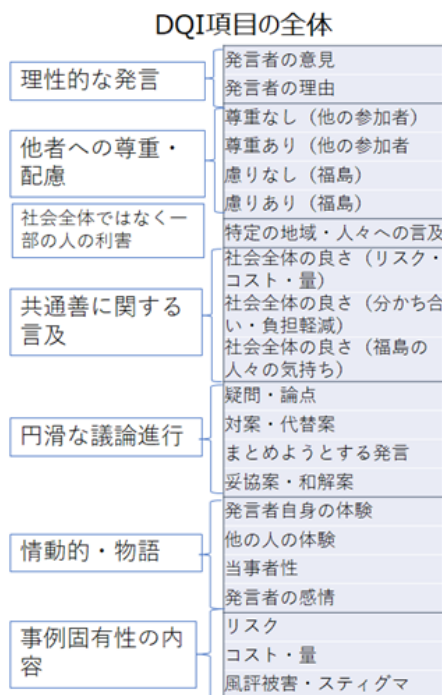 DQI項目の全体
理性的な発言
発言者の意見
発言者の理由
他者への尊重・
配慮
尊重なし（他の参加者）
尊重あり（他の参加者
慮りなし（福島）
慮りあり（福島）
社会全体ではなく一
部の人の利害
特定の地域・人々への言及
共通善に関する
言及
社会全体の良さ（リスク・
コスト・量）
社会全体の良さ（分かち合
い・負担軽減）
社会全体の良さ（福島の
人々の気持ち）
円滑な議論進行
疑問・論点
対案・代替案
まとめようとする発言
妥協案・和解案
情動的・物語
発言者自身の体験
他の人の体験
当事者性
発言者の感情
事例固有性の内
容
リスク
コスト・量
風評被害・スティグマ